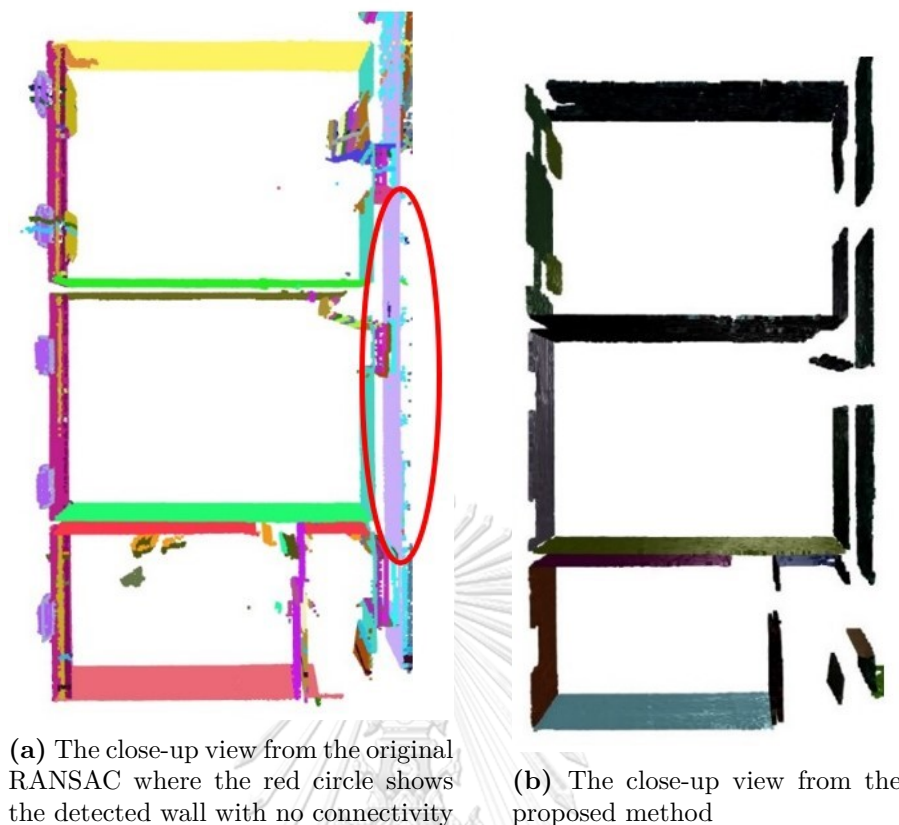 (a) The close-up view from the original
RANSAC where the red circle shows
the detected wall with no connectivity
(b) The close-up view from the
proposed method